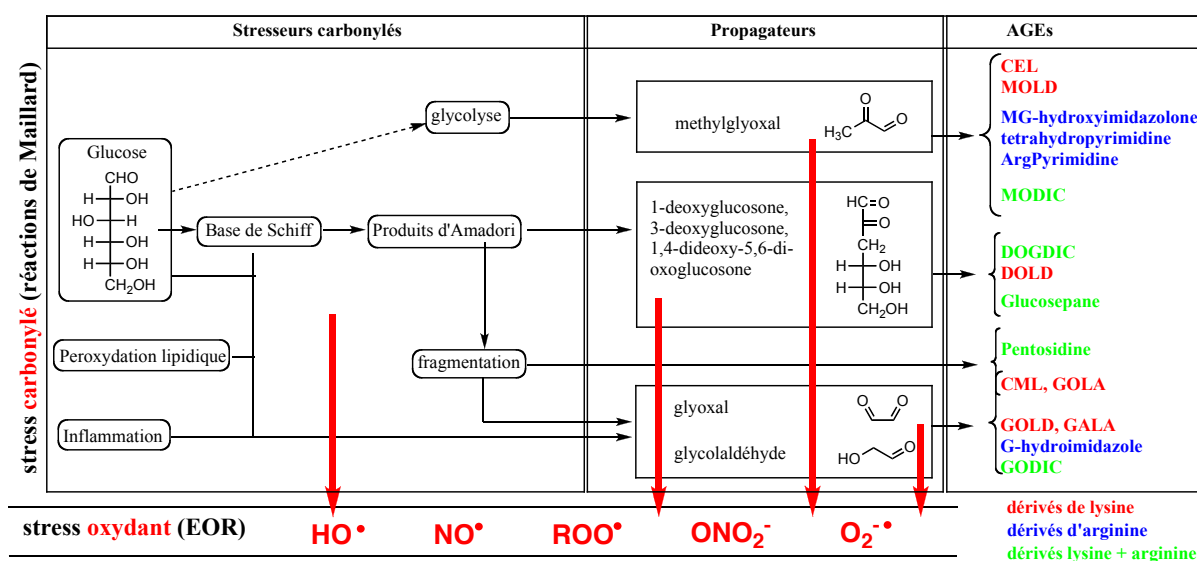 Stresseurs carbonylés
Propagateurs
AGEs
stress carbonylé (réactions de Maillard)
glycolyse
Glucose
CHO
H OH
HO H
H OH
H OH
CH2OH
Base de Schiff
Produits d'Amadori
Peroxydation lipidique
fragmentation
Inflammation
methylglyoxal
O
H3C O
1-deoxyglucosone,
3-deoxyglucosone,
1,4-dideoxy-5,6-di-
oxoglucosone
HC=O
O
CH2
H OH
H OH
CH2OH
glyoxal
O O
glycolaldéhyde
HO O
CEL
MOLD
MG-hydroxyimidazolone
tetrahydropyrimidine
ArgPyrimidine
MODIC
DOGDIC
DOLD
Glucosepane
Pentosidine
CML, GOLA
GOLD, GALA
G-hydroimidazole
GODIC
stress oxydant (EOR)
HO• NO• ROO• ONO2- O2-•
dérivés de lysine
dérivés d'arginine
dérivés lysine + arginine